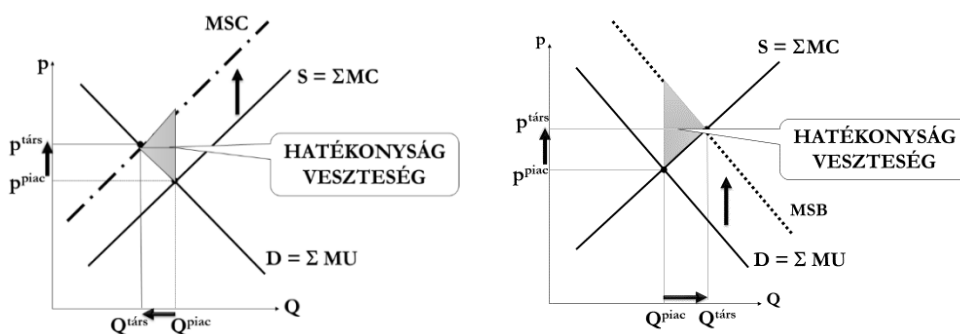 MSC
p
S = ΣMC
p^társ
HATÉKONYSÁG
VESZTESÉG
p^piac
D = Σ MU
Q^társ
Q^piac
Q
p
S = ΣMC
p^társ
HATÉKONYSÁG
VESZTESÉG
p^piac
MSB
D = Σ MU
Q^piac
Q^társ
Q